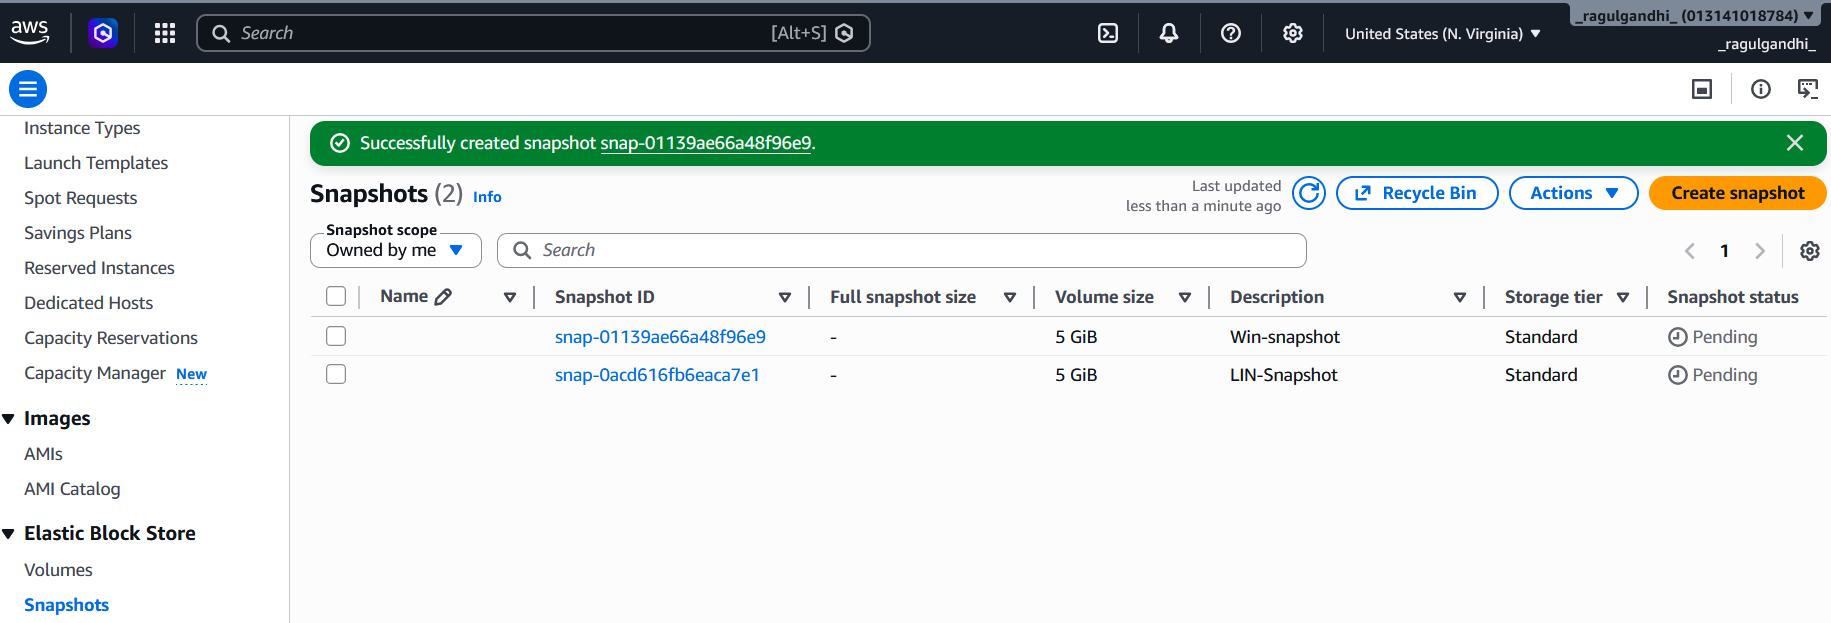 aws
Search [Alt+S]
United States (N. Virginia)
_ragulgandhi_ (013141018784)
_ragulgandhi_
Instance Types
Launch Templates
Spot Requests
Savings Plans
Reserved Instances
Dedicated Hosts
Capacity Reservations
Capacity Manager New
Images
AMIs
AMI Catalog
Elastic Block Store
Volumes
Snapshots
Successfully created snapshot snap-01139ae66a48f96e9.
Snapshots (2) Info
Last updated
less than a minute ago
Recycle Bin
Actions
Create snapshot
Snapshot scope
Owned by me
Search
1
Name Snapshot ID Full snapshot size Volume size Description Storage tier Snapshot status
snap-01139ae66a48f96e9 - 5 GiB Win-snapshot Standard Pending
snap-0acd616fb6eaca7e1 - 5 GiB LIN-Snapshot Standard Pending